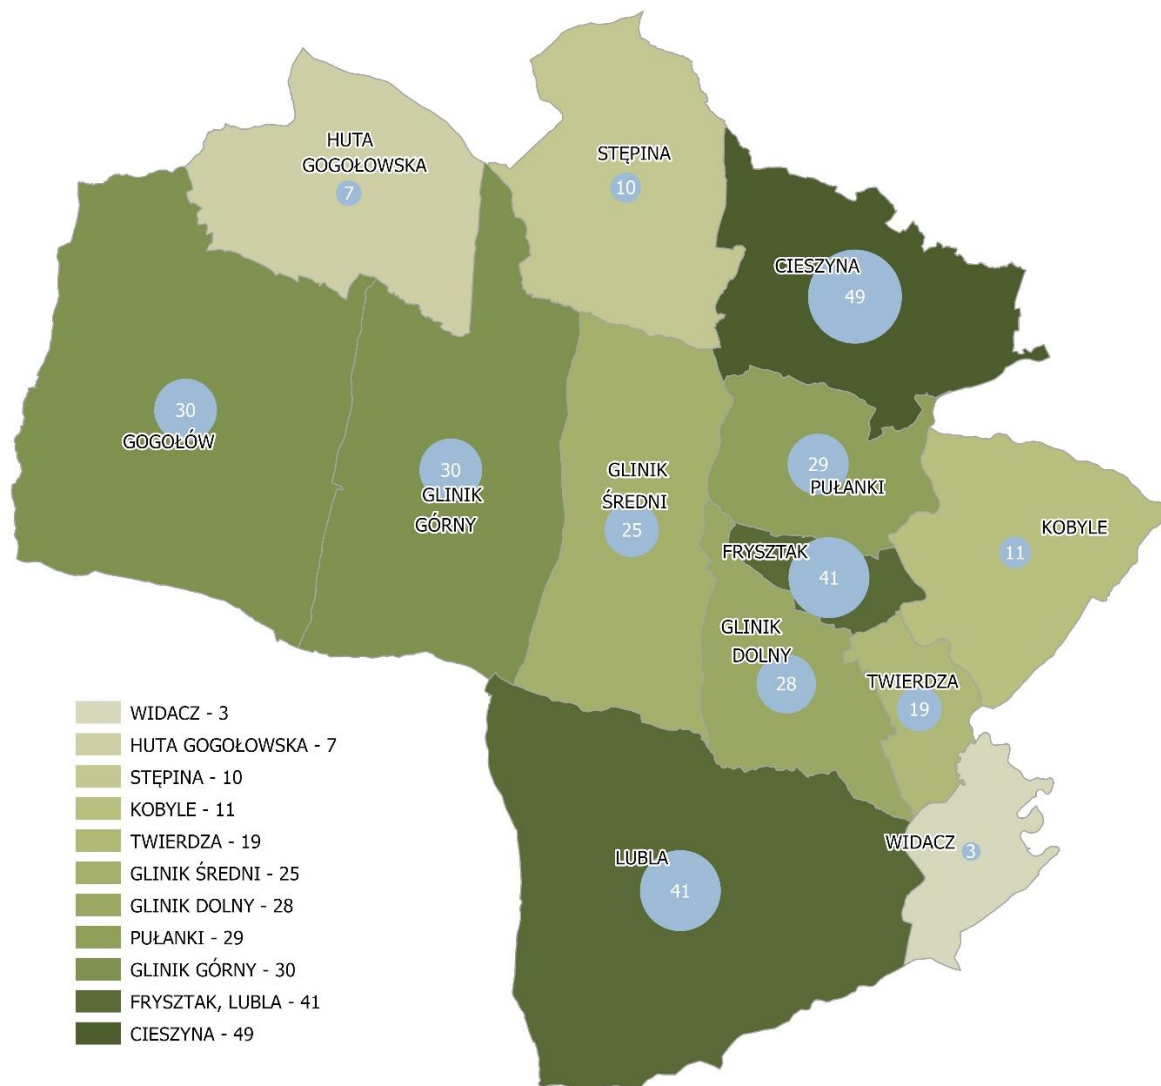 HUTA
GOGOŁOWSKA
7
STĘPINA
10
CIESZYNA
49
30
GOGOŁÓW
30
GLINIK
GÓRNY
GLINIK
ŚREDNI
25
29
PUŁANKI
KOBYLE
11
FRYSZTAK
41
GLINIK
DOLNY
28
TWIERDZA
19
WIDACZ
3
LUBLA
41
WIDACZ - 3
HUTA GOGOŁOWSKA - 7
STĘPINA - 10
KOBYLE - 11
TWIERDZA - 19
GLINIK ŚREDNI - 25
GLINIK DOLNY - 28
PUŁANKI - 29
GLINIK GÓRNY - 30
FRYSZTAK, LUBLA - 41
CIESZYNA - 49